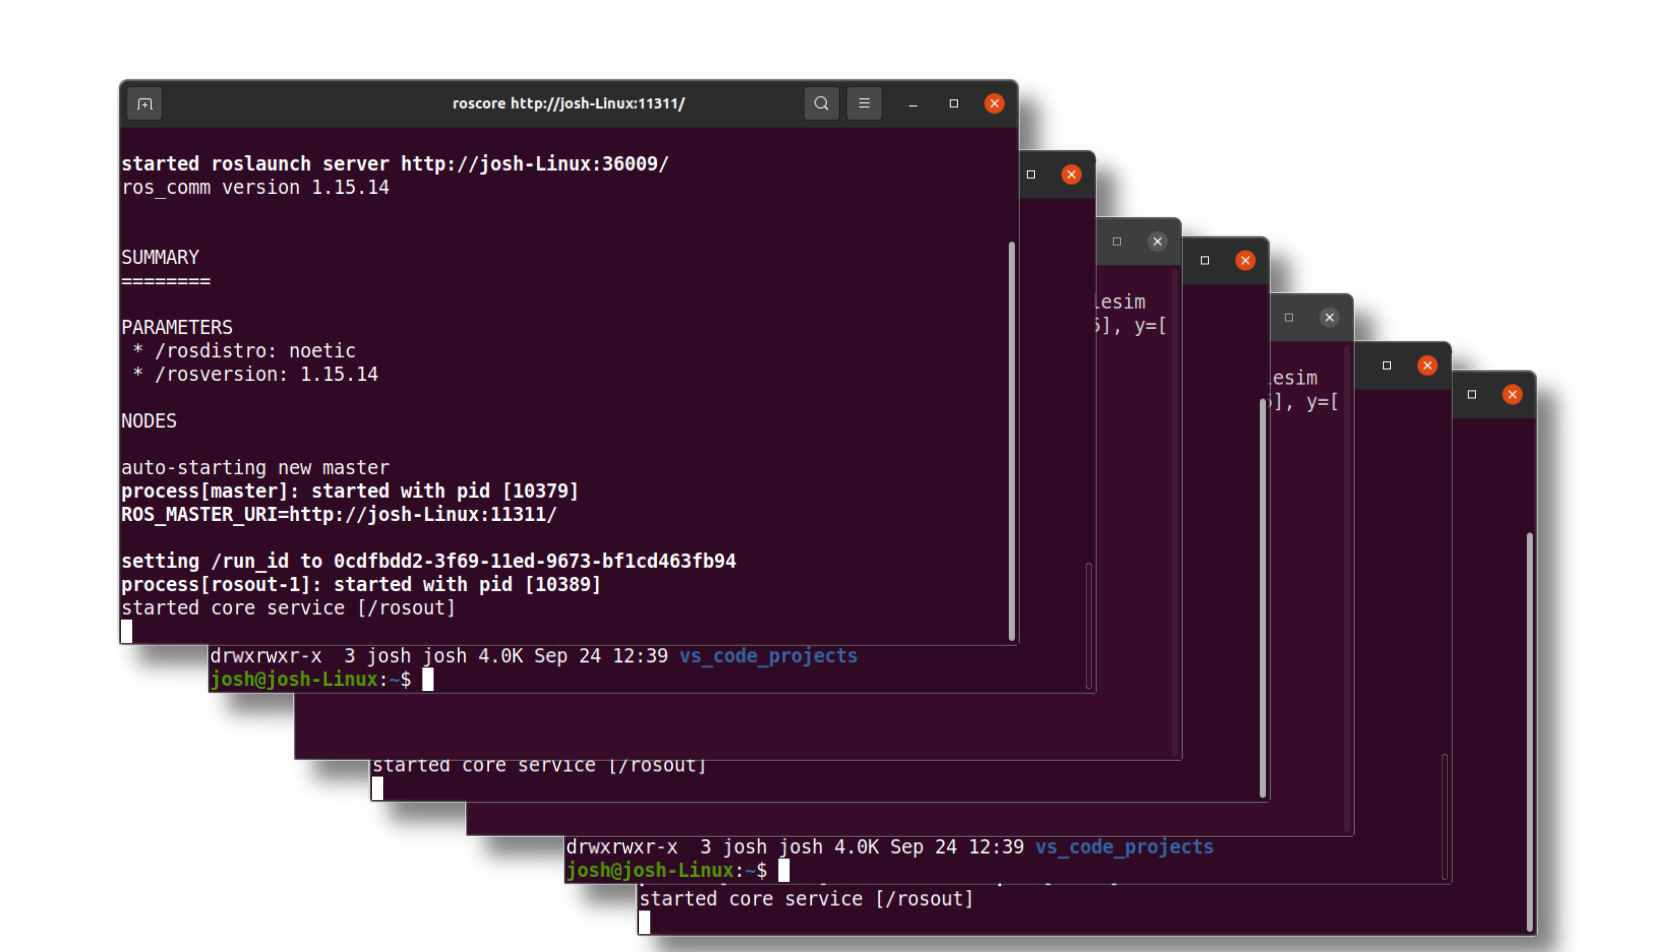 roscore http://josh-Linux:11311/
started roslaunch server http://josh-Linux:36009/
ros_comm version 1.15.14
SUMMARY
========
PARAMETERS
* /rosdistro: noetic
* /rosversion: 1.15.14
NODES
auto-starting new master
process[master]: started with pid [10379]
ROS_MASTER_URI=http://josh-Linux:11311/
setting /run_id to 0cdfbdd2-3f69-11ed-9673-bf1cd463fb94
process[rosout-1]: started with pid [10389]
started core service [/rosout]
drwxrwxr-x 3 josh josh 4.0K Sep 24 12:39 vs_code_projects
josh@josh-Linux:~$
lesim
], y=[
started core service [/rosout]
esim
], y=[
drwxrwxr-x 3 josh josh 4.0K Sep 24 12:39 vs_code_projects
josh@josh-Linux:~$
started core service [/rosout]